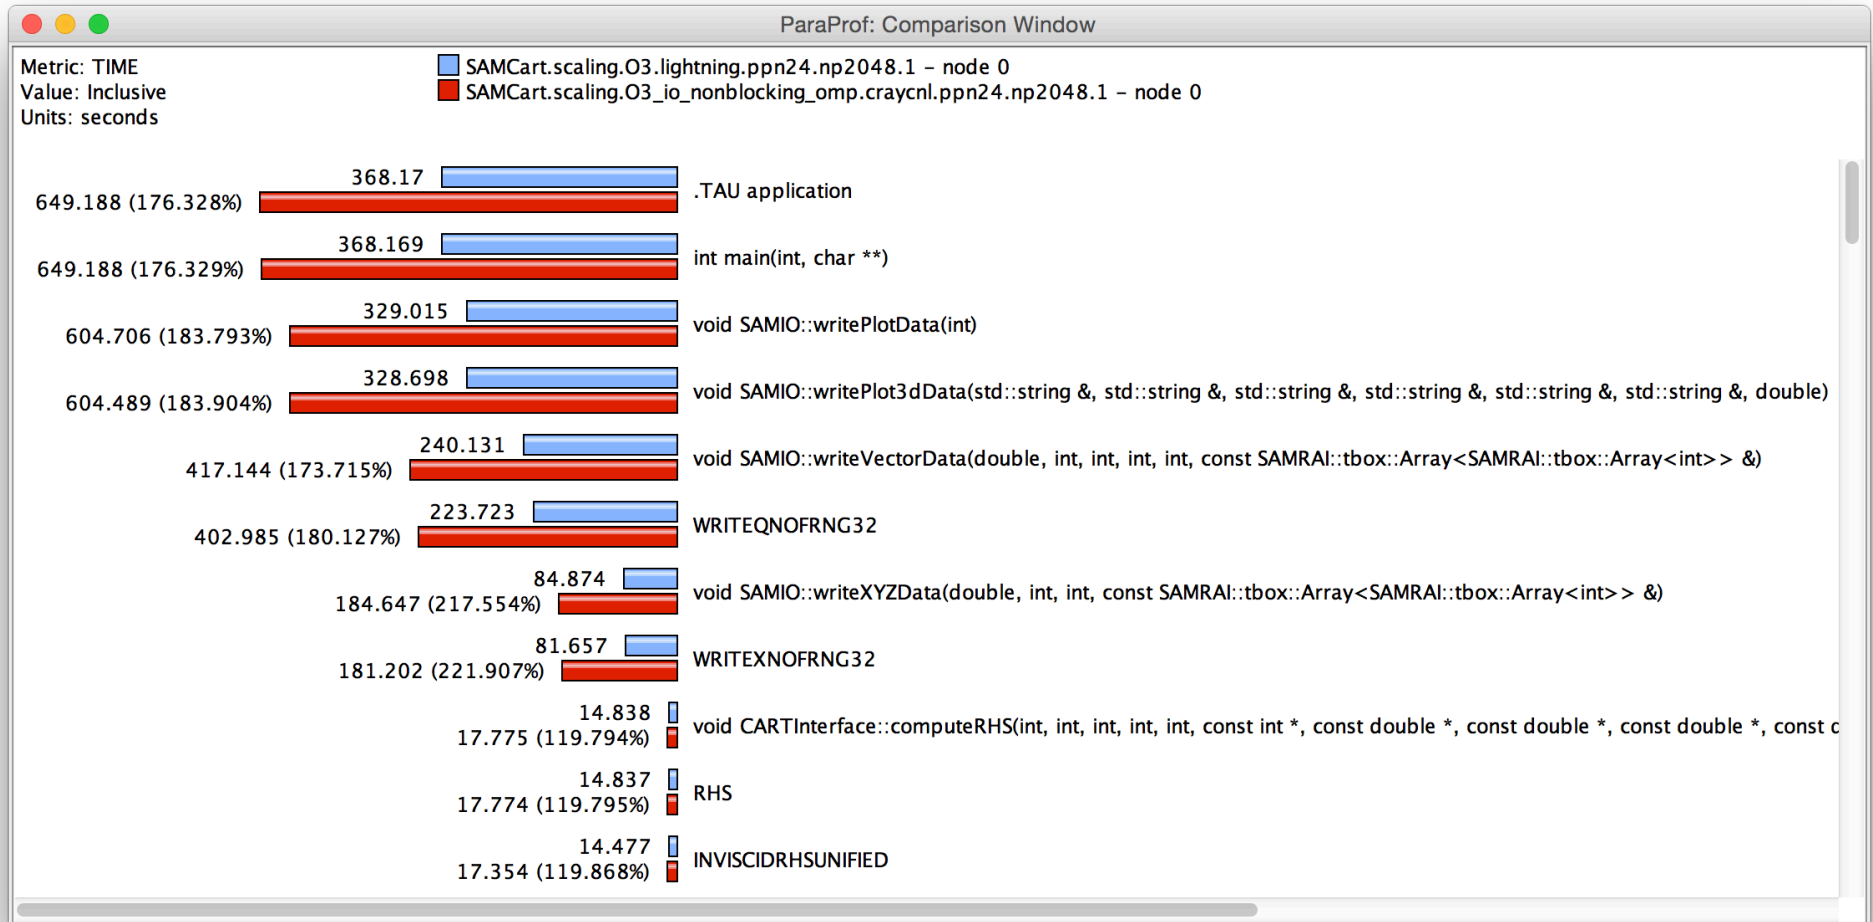 ParaProf: Comparison Window
Metric: TIME
Value: Inclusive
Units: seconds
SAMCart.scaling.O3.lightning.ppn24.np2048.1 – node 0
SAMCart.scaling.O3_io_nonblocking_omp.craycnl.ppn24.np2048.1 – node 0
368.17
649.188 (176.328%)
.TAU application
368.169
649.188 (176.329%)
int main(int, char **)
329.015
604.706 (183.793%)
void SAMIO::writePlotData(int)
328.698
604.489 (183.904%)
void SAMIO::writePlot3dData(std::string &, std::string &, std::string &, std::string &, std::string &, std::string &, double)
240.131
417.144 (173.715%)
void SAMIO::writeVectorData(double, int, int, int, int, const SAMRAI::tbox::Array<SAMRAI::tbox::Array<int>> &)
223.723
402.985 (180.127%)
WRITEQNOFRNG32
84.874
184.647 (217.554%)
void SAMIO::writeXYZData(double, int, int, const SAMRAI::tbox::Array<SAMRAI::tbox::Array<int>> &)
81.657
181.202 (221.907%)
WRITEXNOFRNG32
14.838
17.775 (119.794%)
void CARTInterface::computeRHS(int, int, int, int, int, const int *, const double *, const double *, const double *, const
14.837
17.774 (119.795%)
RHS
14.477
17.354 (119.868%)
INVISCIDRHSUNIFIED